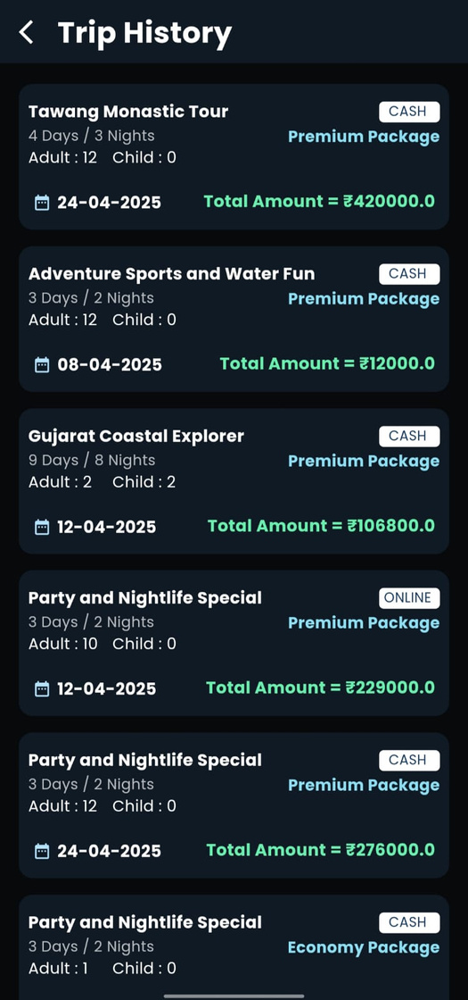 Trip History
Tawang Monastic Tour CASH
4 Days / 3 Nights Premium Package
Adult : 12 Child : 0
24-04-2025 Total Amount = ₹420000.0
Adventure Sports and Water Fun CASH
3 Days / 2 Nights Premium Package
Adult : 12 Child : 0
08-04-2025 Total Amount = ₹12000.0
Gujarat Coastal Explorer CASH
9 Days / 8 Nights Premium Package
Adult : 2 Child : 2
12-04-2025 Total Amount = ₹106800.0
Party and Nightlife Special ONLINE
3 Days / 2 Nights Premium Package
Adult : 10 Child : 0
12-04-2025 Total Amount = ₹229000.0
Party and Nightlife Special CASH
3 Days / 2 Nights Premium Package
Adult : 12 Child : 0
24-04-2025 Total Amount = ₹276000.0
Party and Nightlife Special CASH
3 Days / 2 Nights Economy Package
Adult : 1 Child : 0